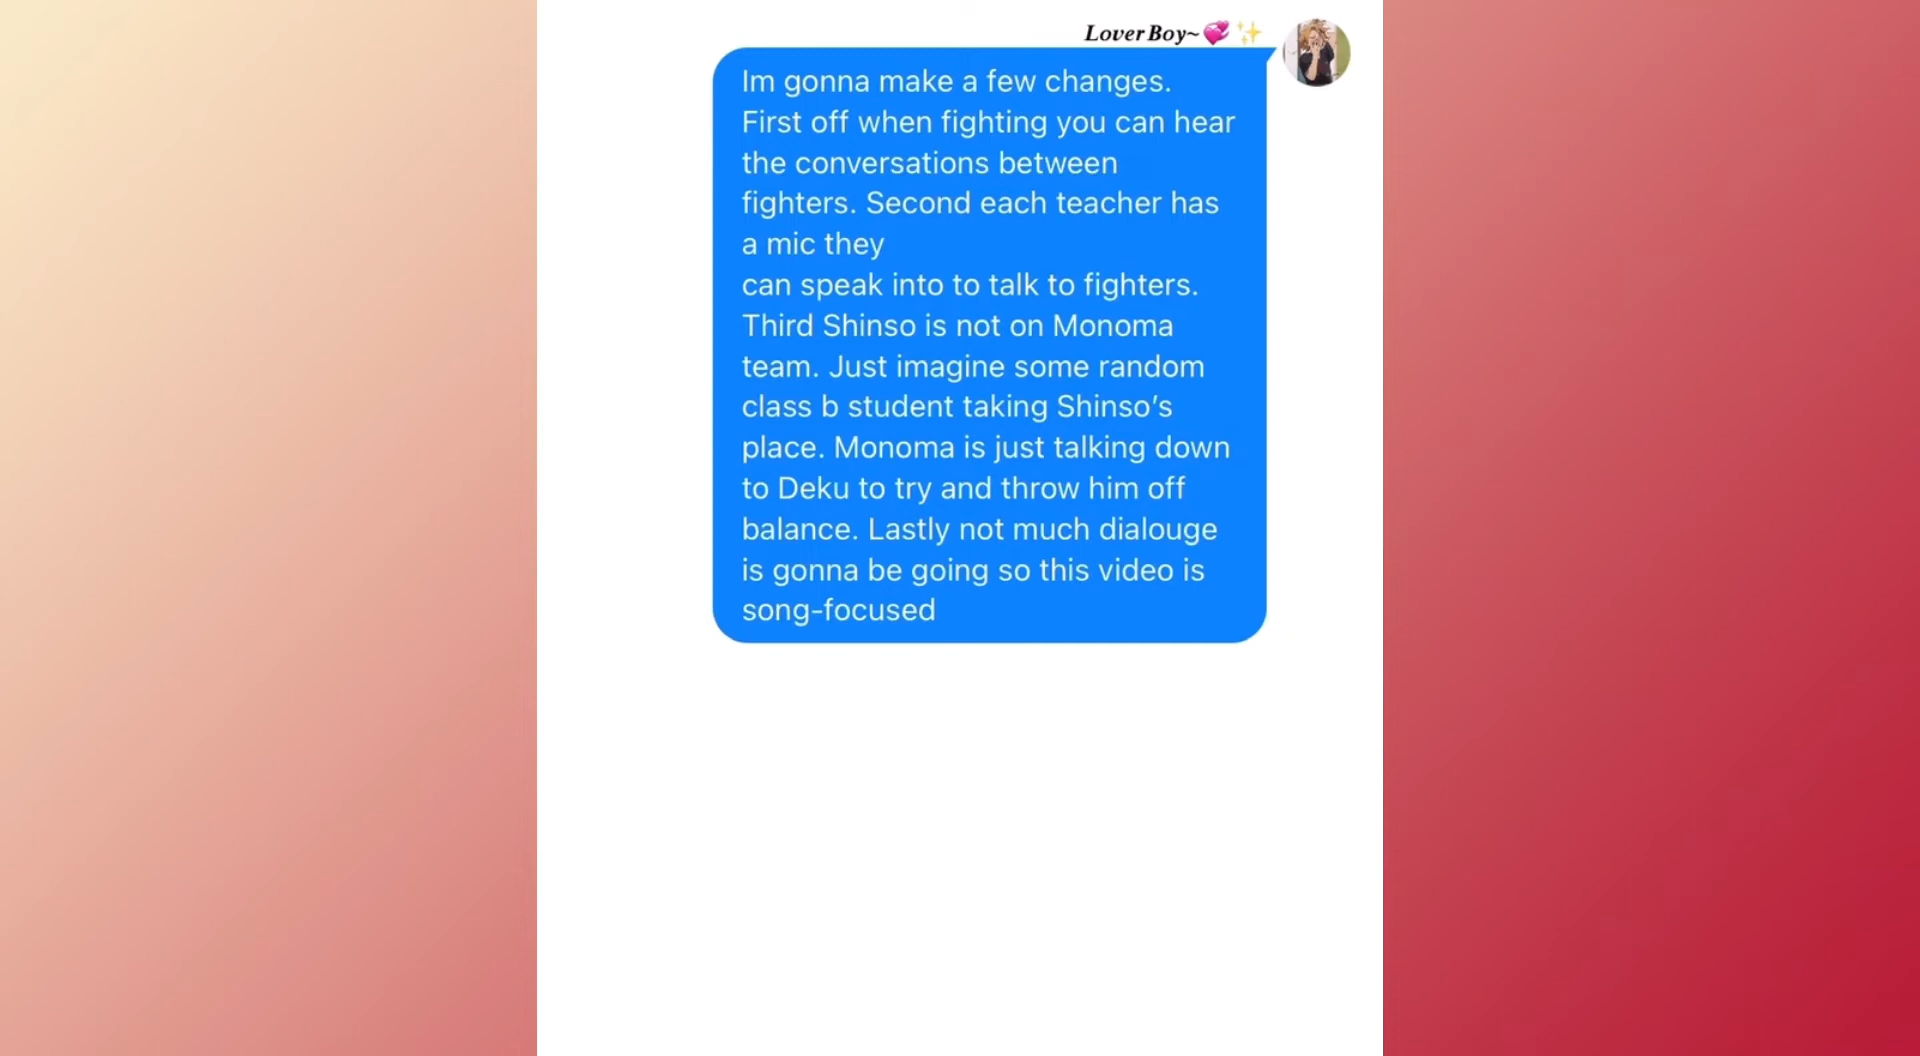 Lover Boy~💞✨
Im gonna make a few changes.
First off when fighting you can hear
the conversations between
fighters. Second each teacher has
a mic they
can speak into to talk to fighters.
Third Shinso is not on Monoma
team. Just imagine some random
class b student taking Shinso’s
place. Monoma is just talking down
to Deku to try and throw him off
balance. Lastly not much dialouge
is gonna be going so this video is
song-focused